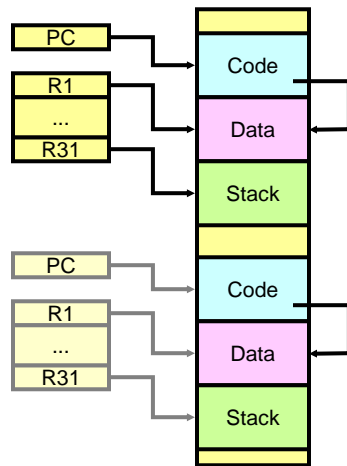 PC
Code
R1
...
Data
R31
Stack
PC
Code
R1
...
Data
R31
Stack